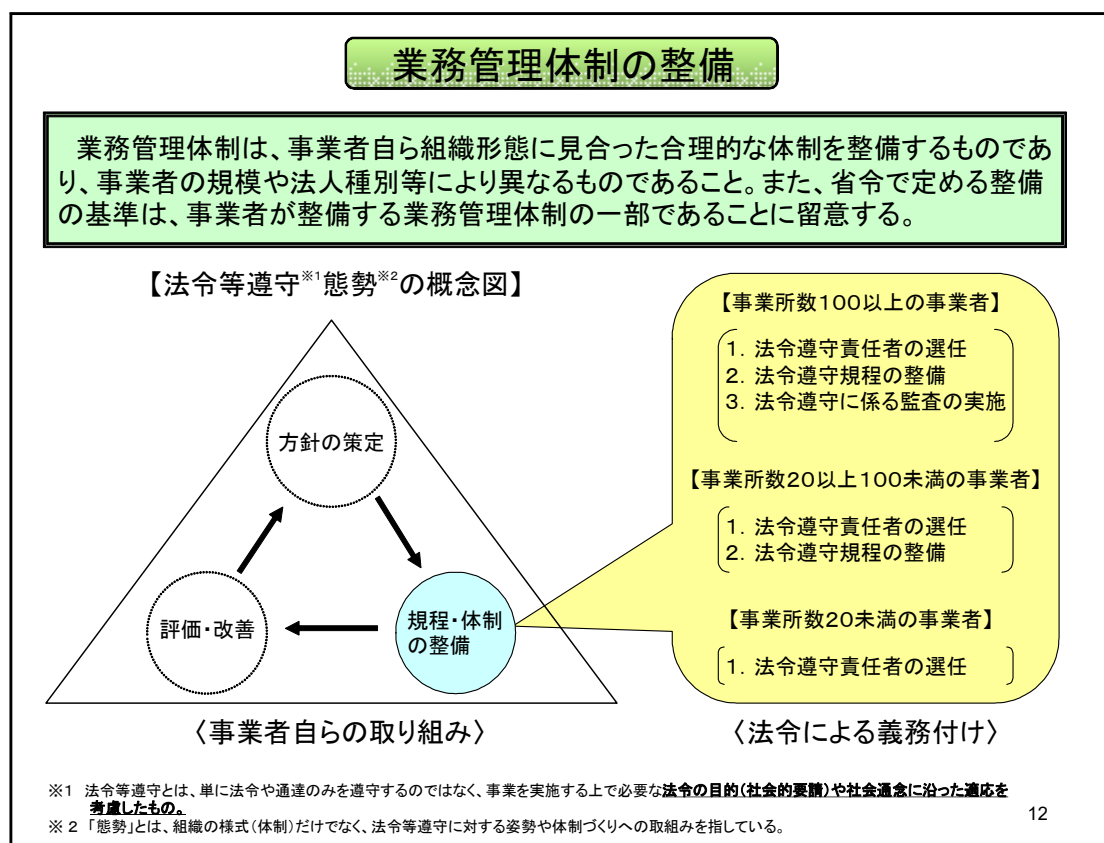 業務管理体制の整備
業務管理体制は、事業者自ら組織形態に見合った合理的な体制を整備するものであ
り、事業者の規模や法人種別等により異なるものであること。また、省令で定める整備
の基準は、事業者が整備する業務管理体制の一部であることに留意する。
【法令等遵守※1態勢※2の概念図】
方針の策定
評価・改善
規程・体制
の整備
〈事業者自らの取り組み〉
【事業所数100以上の事業者】
1. 法令遵守責任者の選任
2. 法令遵守規程の整備
3. 法令遵守に係る監査の実施
【事業所数20以上100未満の事業者】
1. 法令遵守責任者の選任
2. 法令遵守規程の整備
【事業所数20未満の事業者】
1. 法令遵守責任者の選任
〈法令による義務付け〉
※1 法令等遵守とは、単に法令や通達のみを遵守するのではなく、事業を実施する上で必要な法令の目的(社会的要請)や社会通念に沿った適応を
考慮したもの。
※2 「態勢」とは、組織の様式(体制)だけでなく、法令等遵守に対する姿勢や体制づくりへの取組みを指している。
12